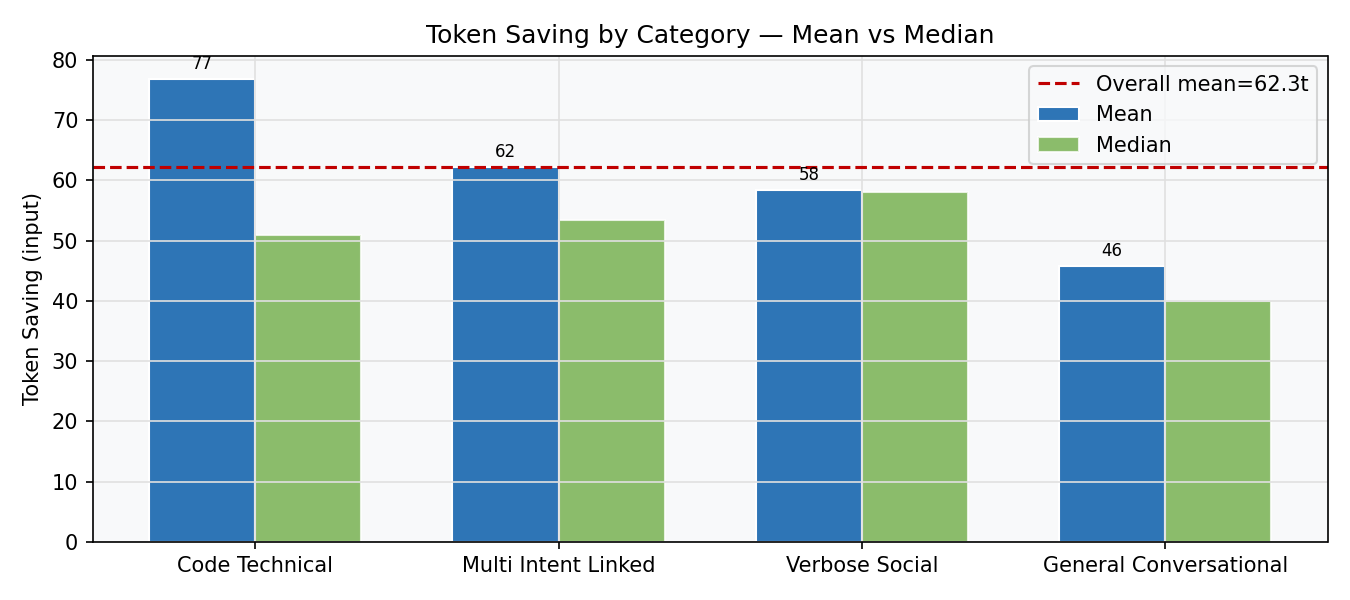 Token Saving by Category — Mean vs Median
Token Saving (input)
80
70
60
50
40
30
20
10
0
77
62
58
46
Overall mean=62.3t
Mean
Median
Code Technical
Multi Intent Linked
Verbose Social
General Conversational